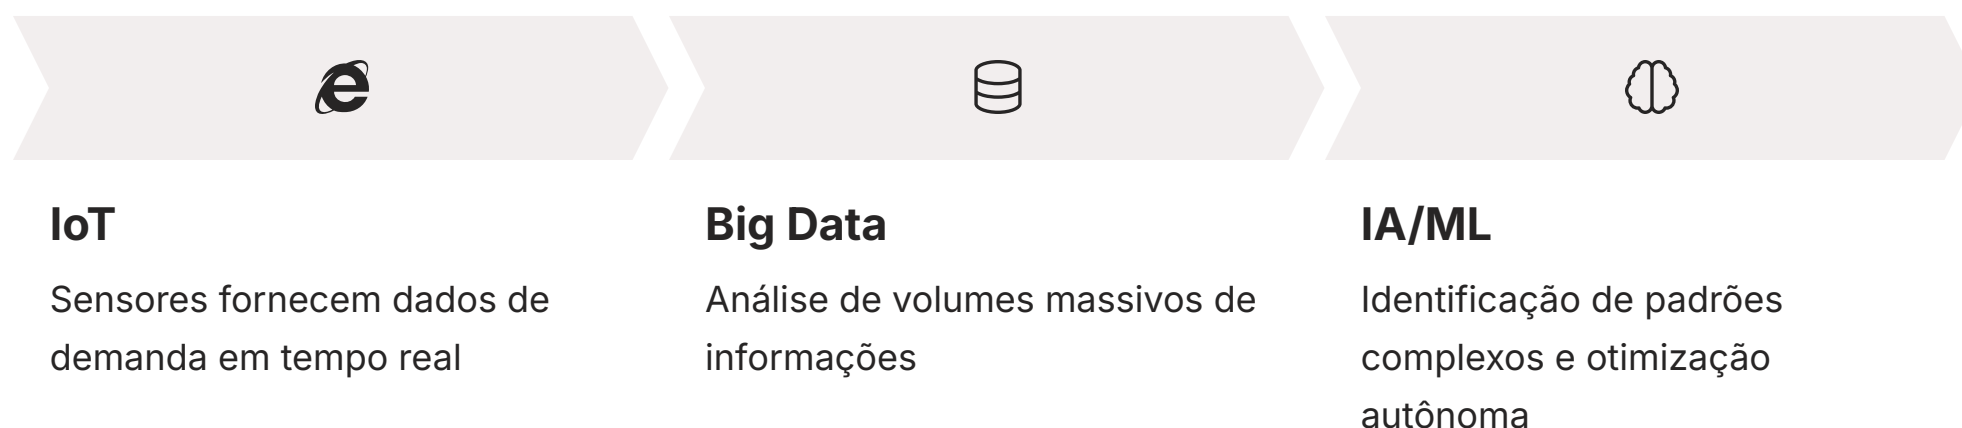 IoT
Sensores fornecem dados de
demanda em tempo real
Big Data
Análise de volumes massivos de
informações
IA/ML
Identificação de padrões
complexos e otimização
autônoma